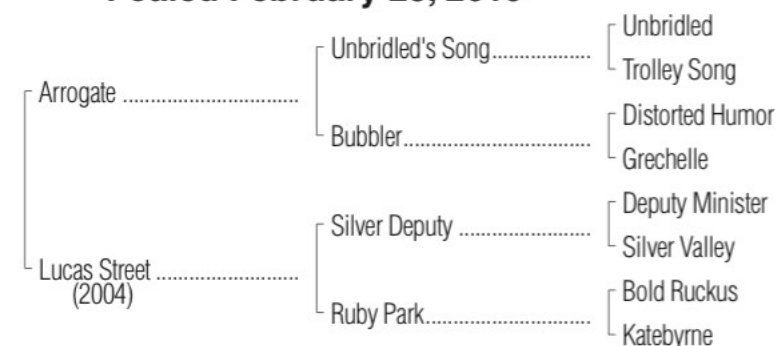 Unbridled
Unbridled's Song..................
Trolley Song
Arrogate ..............................
Distorted Humor
Bubbler................................
Grechelle
Deputy Minister
Silver Deputy .......................
Silver Valley
Lucas Street ........................
(2004)
Bold Ruckus
Ruby Park.............................
Katebyrne